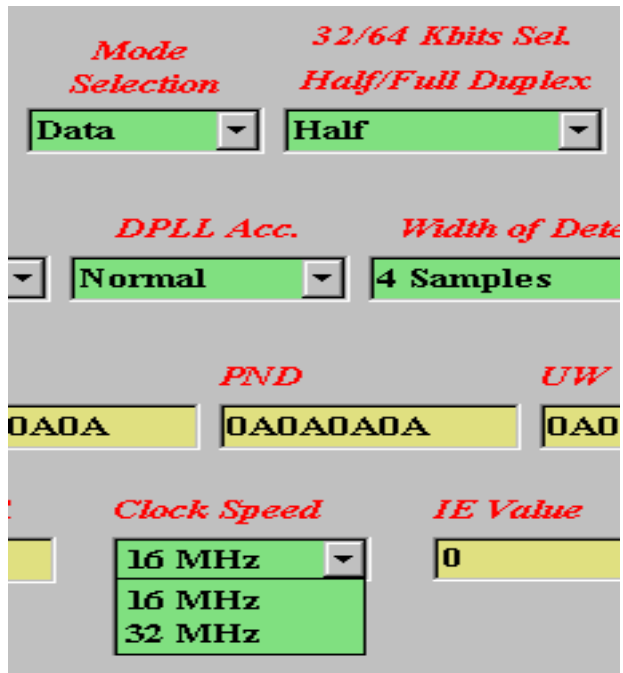 Mode
Selection
32/64 Kbits Sel.
Half/Full Duplex
Data
Half
DPLL Acc.
Width of Dete
Normal
4 Samples
PND
UW
0A0A
0A0A0A0A
0A0
Clock Speed
IE Value
16 MHz
0
16 MHz
32 MHz